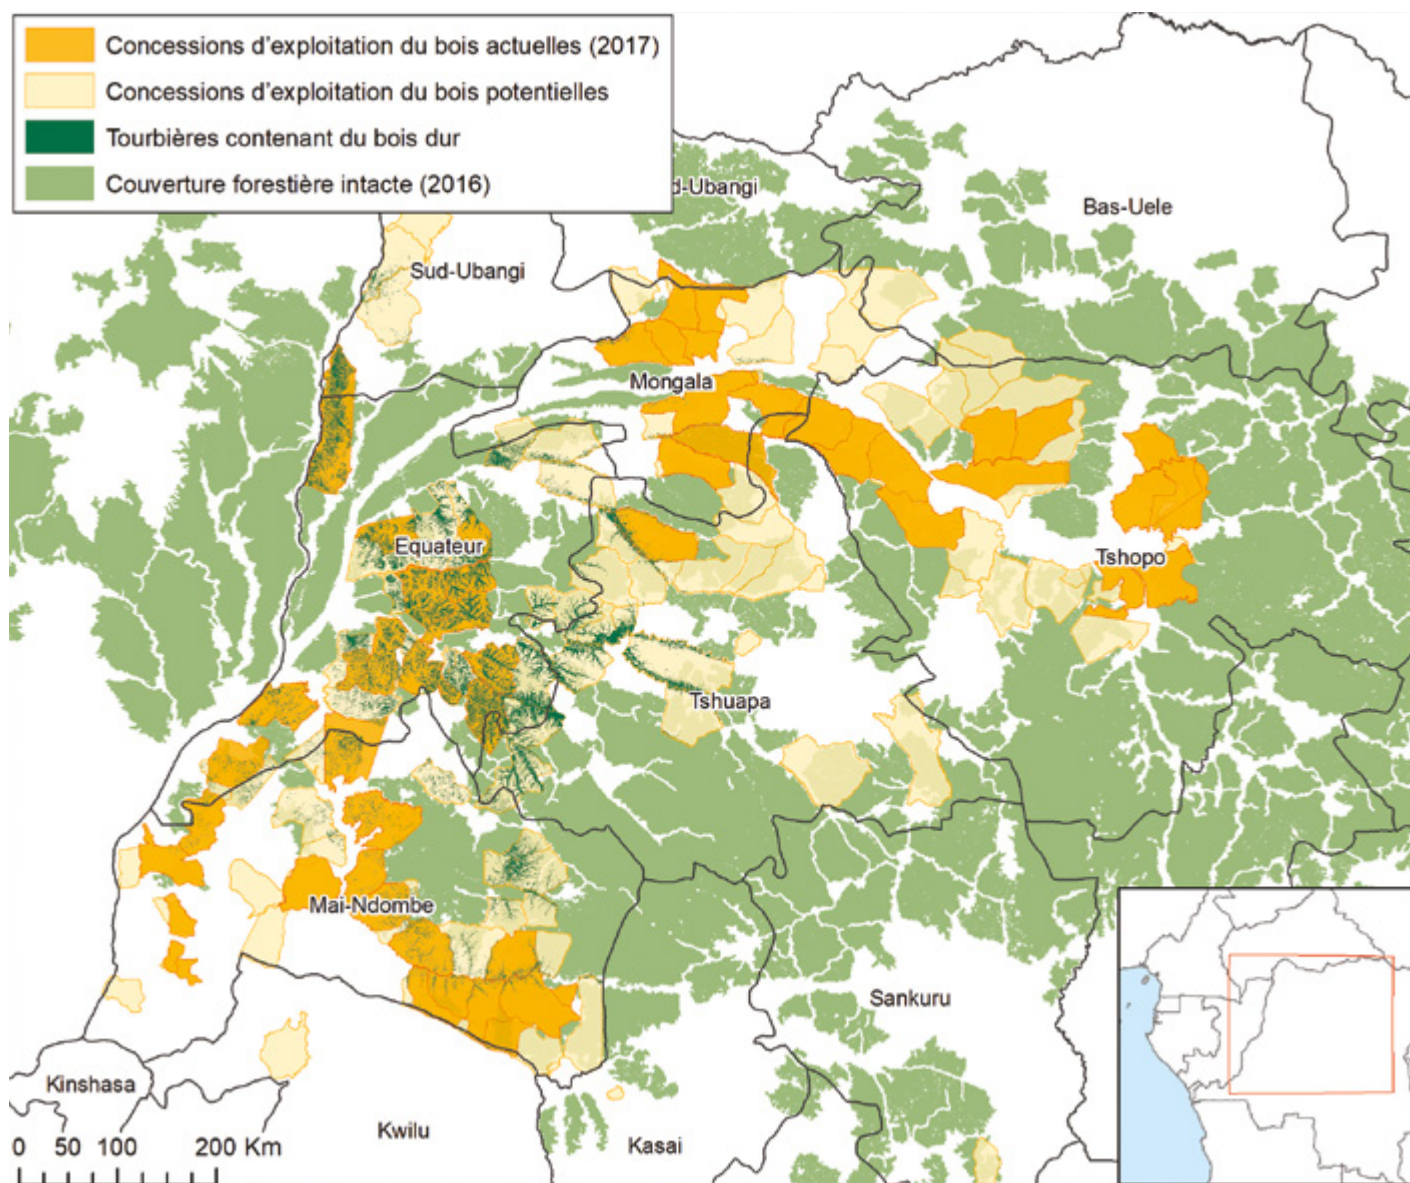 Concessions d'exploitation du bois actuelles (2017)
Concessions d'exploitation du bois potentielles
Tourbières contenant du bois dur
Couverture forestière intacte (2016)
d-Ubangi
Bas-Uele
Sud-Ubangi
Mongala
Equateur
Tshopo
Tshuapa
Mai-Ndombe
Sankuru
Kinshasa
Kwilu
Kasai
0 50 100 200 Km